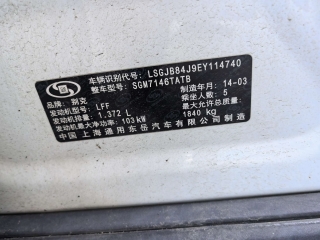 车辆识别代号: LSGJB84J9EY114740
整车型号: SGM7146TATB
品牌: 别克 制造年月: 14-03
发动机型号: LFF 乘坐人数: 5
发动机排量: 1.372 L 最大允许总质量:
发动机最大净功率: 103 kW 1840 kg
中国上海通用东岳汽车有限公司制造